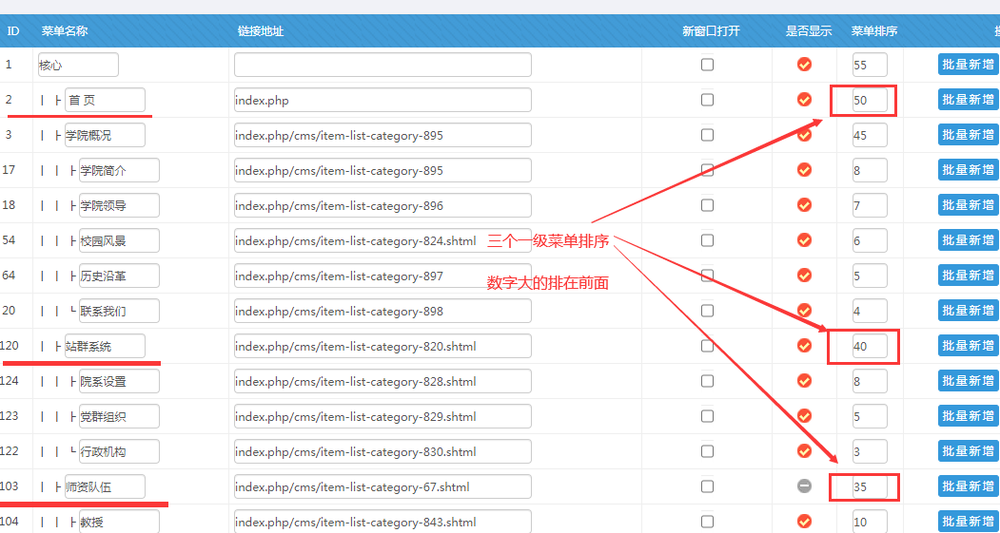 ID 菜单名称 链接地址 新窗口打开 是否显示 菜单排序
1 核心 55 批量新增
2 | ├ 首 页 index.php 50 批量新增
3 | ├ 学院概况 index.php/cms/item-list-category-895 45 批量新增
17 | | ├ 学院简介 index.php/cms/item-list-category-895 8 批量新增
18 | | ├ 学院领导 index.php/cms/item-list-category-896 7 批量新增
54 | | ├ 校园风景 index.php/cms/item-list-category-824.shtml 三个一级菜单排序 6 批量新增
64 | | ├ 历史沿革 index.php/cms/item-list-category-897 数字大的排在前面 5 批量新增
20 | | └ 联系我们 index.php/cms/item-list-category-898 4 批量新增
120 | ├ 站群系统 index.php/cms/item-list-category-820.shtml 40 批量新增
124 | | ├ 院系设置 index.php/cms/item-list-category-828.shtml 8 批量新增
123 | | ├ 党群组织 index.php/cms/item-list-category-829.shtml 5 批量新增
122 | | └ 行政机构 index.php/cms/item-list-category-830.shtml 3 批量新增
103 | ├ 师资队伍 index.php/cms/item-list-category-67.shtml 35 批量新增
104 | | ├ 教授 index.php/cms/item-list-category-843.shtml 10 批量新增